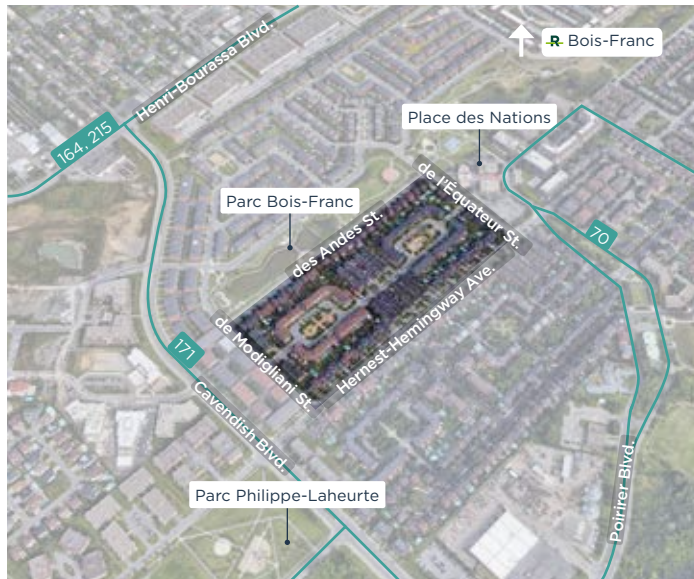 R Bois-Franc
Henri-Bourassa Blvd.
Place des Nations
164, 215
de l'Équateur St.
Parc Bois-Franc
des Andes St.
70
Hernest-Hemingway Ave.
de Modigliani St.
171
Cavendish Blvd.
Poirirer Blvd.
Parc Philippe-Laheurte